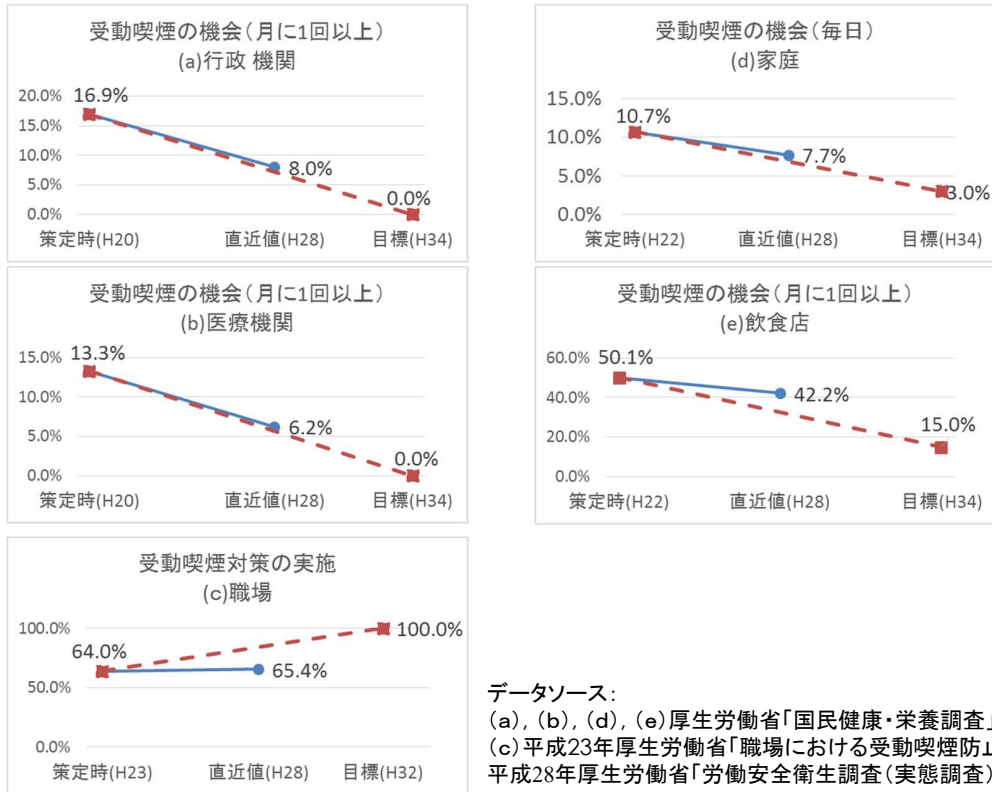 受動喫煙の機会（月に1回以上）
(a)行政 機関
20.0%
15.0%
10.0%
5.0%
0.0%
16.9%
8.0%
0.0%
策定時(H20)
直近値(H28)
目標(H34)
受動喫煙の機会（月に1回以上）
(b)医療機関
15.0%
10.0%
5.0%
0.0%
13.3%
6.2%
0.0%
策定時(H20)
直近値(H28)
目標(H34)
受動喫煙対策の実施
(c)職場
100.0%
50.0%
0.0%
64.0%
65.4%
100.0%
策定時(H23)
直近値(H28)
目標(H32)
受動喫煙の機会（毎日）
(d)家庭
15.0%
10.0%
5.0%
0.0%
10.7%
7.7%
3.0%
策定時(H22)
直近値(H28)
目標(H34)
受動喫煙の機会（月に1回以上）
(e)飲食店
60.0%
40.0%
20.0%
0.0%
50.1%
42.2%
15.0%
策定時(H22)
直近値(H28)
目標(H34)
データソース：
（a），（b），（d），（e）厚生労働省「国民健康・栄養調査」
（c）平成23年厚生労働省「職場における受動喫煙防止
平成28年厚生労働省「労働安全衛生調査（実態調査）